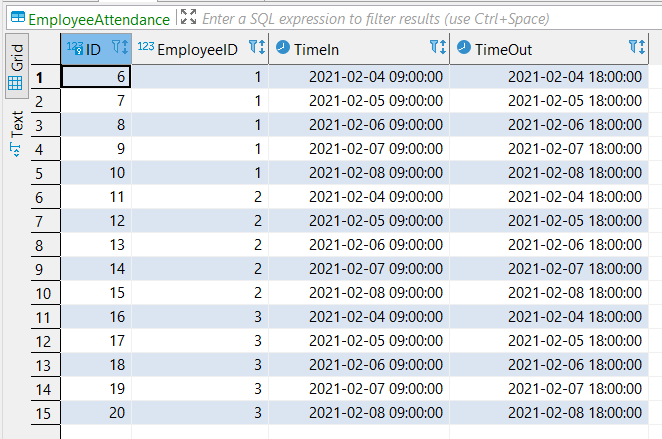 EmployeeAttendance Enter a SQL expression to filter results (use Ctrl+Space)
Grid
Text
123 ID 123 EmployeeID TimeIn TimeOut
1 6 1 2021-02-04 09:00:00 2021-02-04 18:00:00
2 7 1 2021-02-05 09:00:00 2021-02-05 18:00:00
3 8 1 2021-02-06 09:00:00 2021-02-06 18:00:00
4 9 1 2021-02-07 09:00:00 2021-02-07 18:00:00
5 10 1 2021-02-08 09:00:00 2021-02-08 18:00:00
6 11 2 2021-02-04 09:00:00 2021-02-04 18:00:00
7 12 2 2021-02-05 09:00:00 2021-02-05 18:00:00
8 13 2 2021-02-06 09:00:00 2021-02-06 18:00:00
9 14 2 2021-02-07 09:00:00 2021-02-07 18:00:00
10 15 2 2021-02-08 09:00:00 2021-02-08 18:00:00
11 16 3 2021-02-04 09:00:00 2021-02-04 18:00:00
12 17 3 2021-02-05 09:00:00 2021-02-05 18:00:00
13 18 3 2021-02-06 09:00:00 2021-02-06 18:00:00
14 19 3 2021-02-07 09:00:00 2021-02-07 18:00:00
15 20 3 2021-02-08 09:00:00 2021-02-08 18:00:00